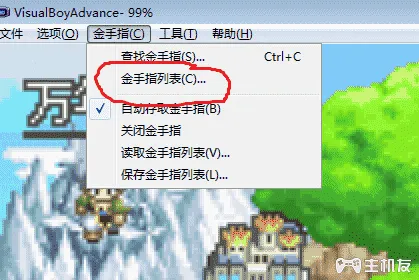 VisualBoyAdvance- 99%
文件 选项(O) 金手指(C) 工具(T) 帮助(H)
查找金手指(S)... Ctrl+C
金手指列表(C)...
自动存取金手指(B)
关闭金手指
读取金手指列表(V)...
保存金手指列表(L)...
主机友